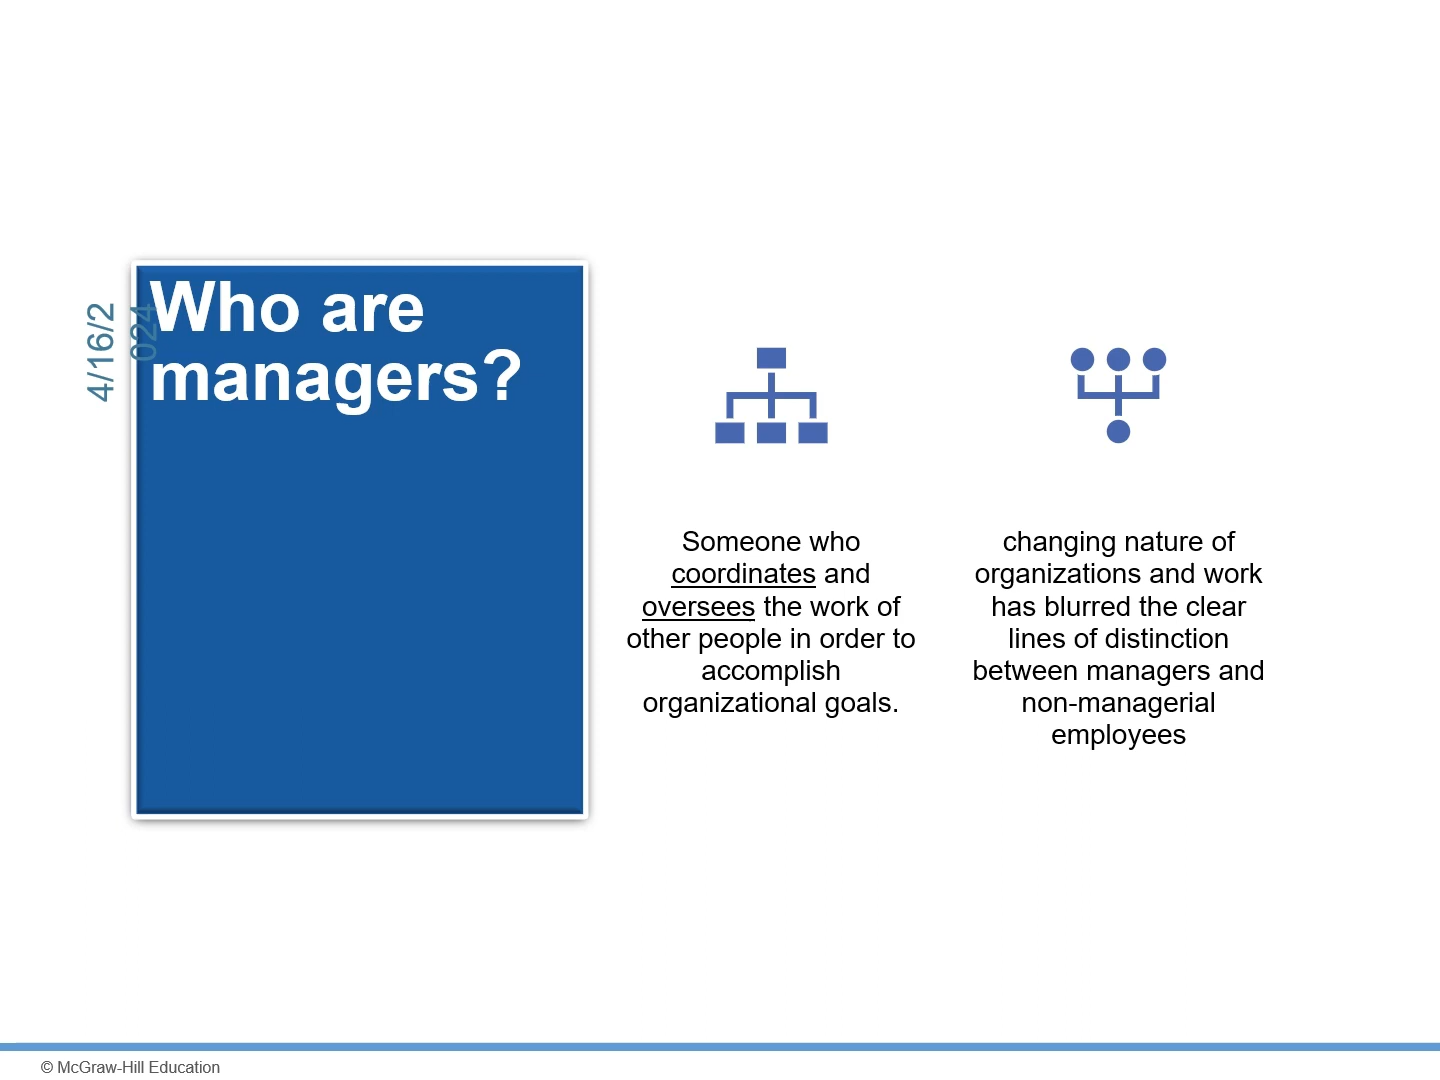 4/16/2
024
Who are
managers?
Someone who
coordinates and
oversees the work of
other people in order to
accomplish
organizational goals.
changing nature of
organizations and work
has blurred the clear
lines of distinction
between managers and
non-managerial
employees
© McGraw-Hill Education